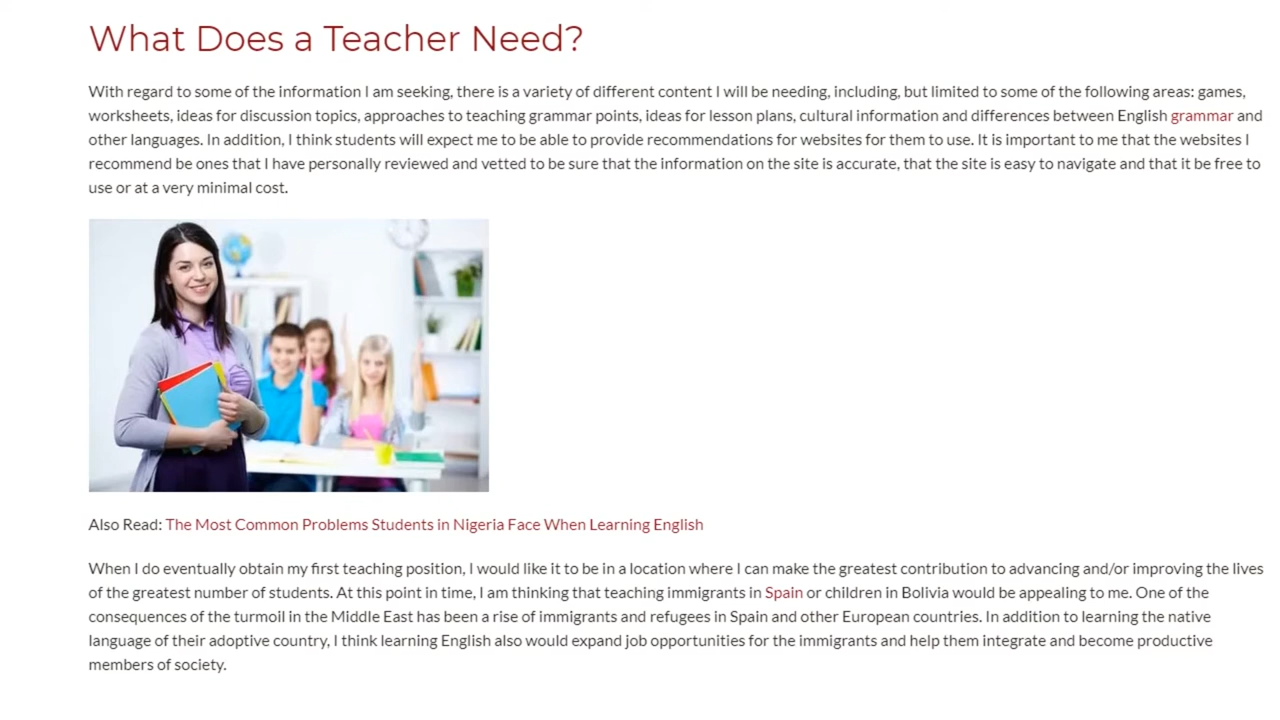 What Does a Teacher Need?
With regard to some of the information I am seeking, there is a variety of different content I will be needing, including, but limited to some of the following areas: games,
worksheets, ideas for discussion topics, approaches to teaching grammar points, ideas for lesson plans, cultural information and differences between English grammar and
other languages. In addition, I think students will expect me to be able to provide recommendations for websites for them to use. It is important to me that the websites I
recommend be ones that I have personally reviewed and vetted to be sure that the information on the site is accurate, that the site is easy to navigate and that it be free to
use or at a very minimal cost.
Also Read: The Most Common Problems Students in Nigeria Face When Learning English
When I do eventually obtain my first teaching position, I would like it to be in a location where I can make the greatest contribution to advancing and/or improving the lives
of the greatest number of students. At this point in time, I am thinking that teaching immigrants in Spain or children in Bolivia would be appealing to me. One of the
consequences of the turmoil in the Middle East has been a rise of immigrants and refugees in Spain and other European countries. In addition to learning the native
language of their adoptive country, I think learning English also would expand job opportunities for the immigrants and help them integrate and become productive
members of society.